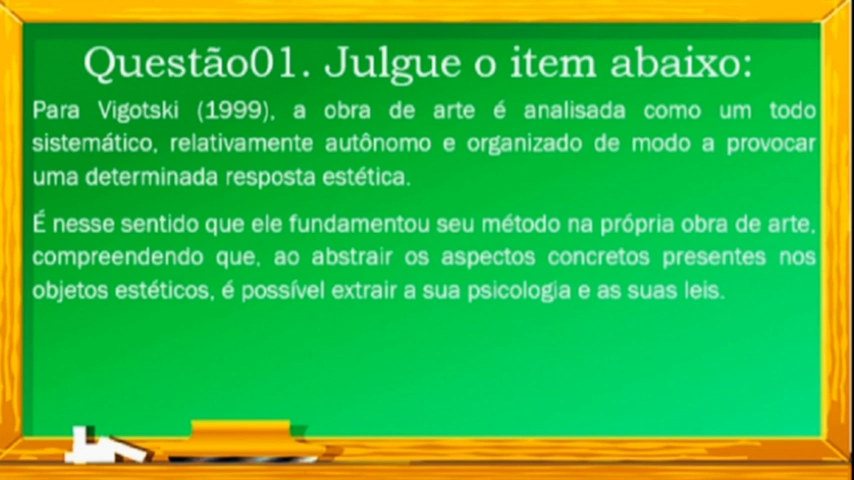 Questão01. Julgue o item abaixo:
Para Vigotski (1999), a obra de arte é analisada como um todo
sistemático, relativamente autônomo e organizado de modo a provocar
uma determinada resposta estética.
É nesse sentido que ele fundamentou seu método na própria obra de arte,
compreendendo que, ao abstrair os aspectos concretos presentes nos
objetos estéticos, é possível extrair a sua psicologia e as suas leis.